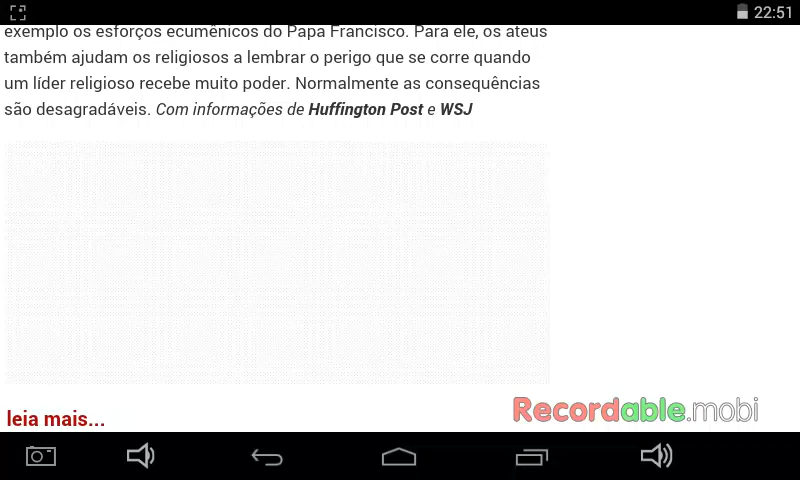 22:51
exemplo os esforços ecumênicos do Papa Francisco. Para ele, os ateus
também ajudam os religiosos a lembrar o perigo que se corre quando
um líder religioso recebe muito poder. Normalmente as consequências
são desagradáveis. Com informações de Huffington Post e WSJ
Recordable.mobi
leia mais...